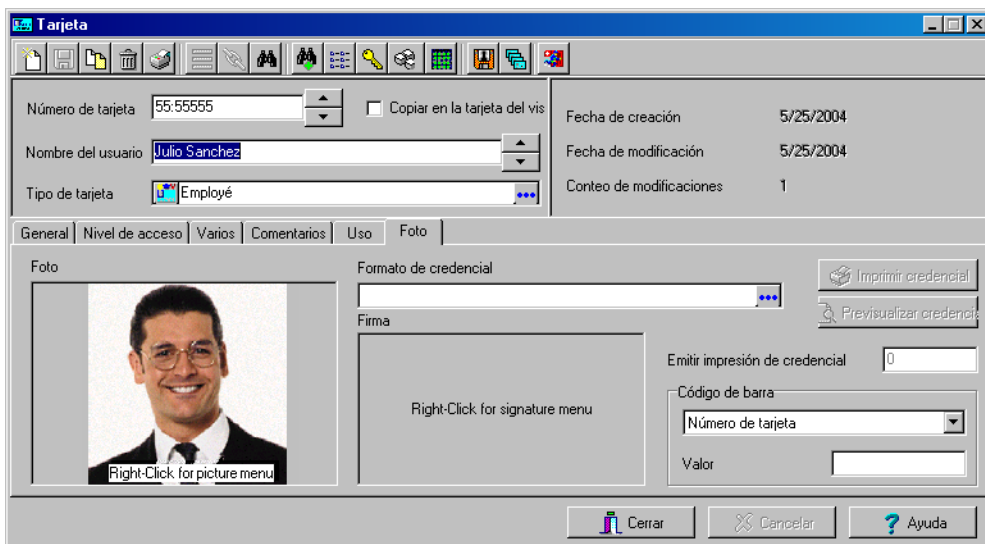 Tarjeta
Número de tarjeta
55:55555
Copiar en la tarjeta del vis
Nombre del usuario
Julio Sanchez
Tipo de tarjeta
Employé
Fecha de creación
5/25/2004
Fecha de modificación
5/25/2004
Conteo de modificaciones
1
General
Nivel de acceso
Varios
Comentarios
Uso
Foto
Foto
Right-Click for picture menu
Formato de credencial
Firma
Right-Click for signature menu
Imprimir credencial
Previsualizar credencia
Emitir impresión de credencial
0
Código de barra
Número de tarjeta
Valor
Cerrar
Cancelar
Ayuda